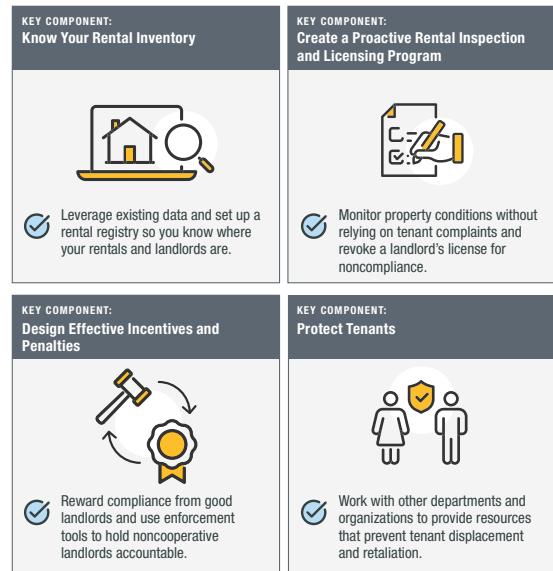 KEY COMPONENT:
Know Your Rental Inventory
Leverage existing data and set up a
rental registry so you know where
your rentals and landlords are.
KEY COMPONENT:
Create a Proactive Rental Inspection
and Licensing Program
Monitor property conditions without
relying on tenant complaints and
revoke a landlord's license for
noncompliance.
KEY COMPONENT:
Design Effective Incentives and
Penalties
Reward compliance from good
landlords and use enforcement
tools to hold noncooperative
landlords accountable.
KEY COMPONENT:
Protect Tenants
Work with other departments and
organizations to provide resources
that prevent tenant displacement
and retaliation.